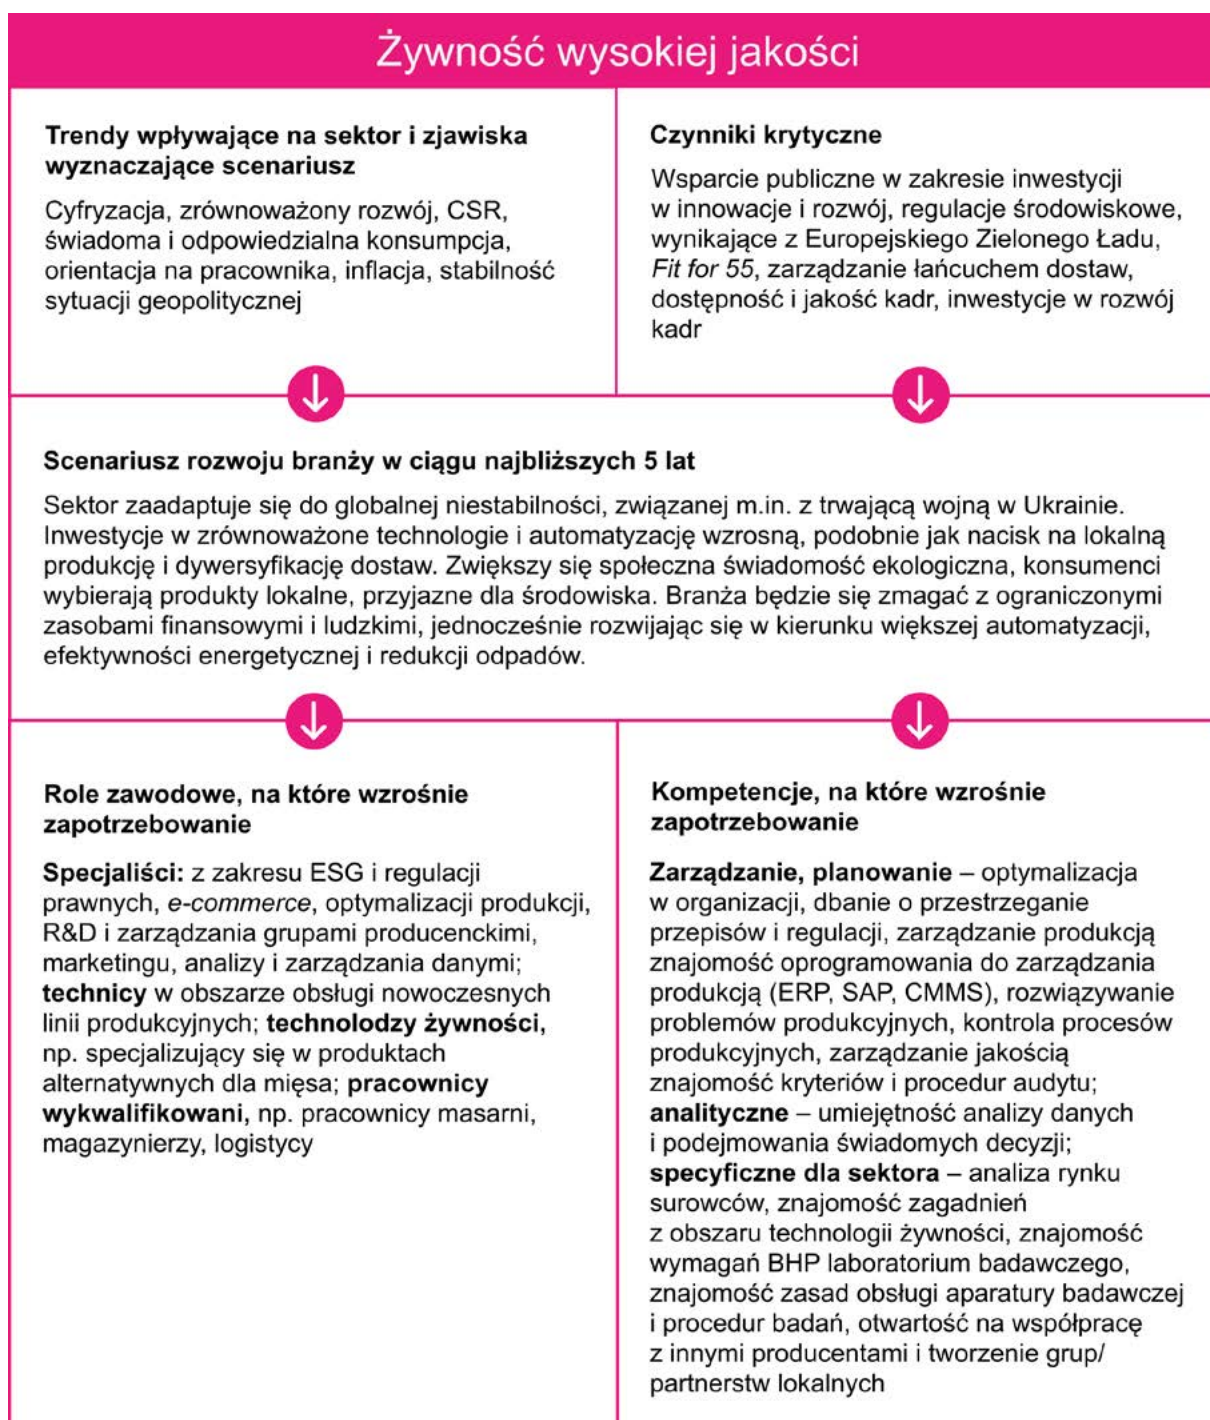 Żywność wysokiej jakości
Trendy wpływające na sektor i zjawiska
wyznaczające scenariusz
Cyfryzacja, zrównoważony rozwój, CSR,
świadoma i odpowiedzialna konsumpcja,
orientacja na pracownika, inflacja, stabilność
sytuacji geopolitycznej
Czynniki krytyczne
Wsparcie publiczne w zakresie inwestycji
w innowacje i rozwój, regulacje środowiskowe,
wynikające z Europejskiego Zielonego Ładu,
Fit for 55, zarządzanie łańcuchem dostaw,
dostępność i jakość kadr, inwestycje w rozwój
kadr
Scenariusz rozwoju branży w ciągu najbliższych 5 lat
Sektor zaadaptuje się do globalnej niestabilności, związanej m.in. z trwającą wojną w Ukrainie.
Inwestycje w zrównoważone technologie i automatyzację wzrosną, podobnie jak nacisk na lokalną
produkcję i dywersyfikację dostaw. Zwiększy się społeczna świadomość ekologiczna, konsumenci
wybierają produkty lokalne, przyjazne dla środowiska. Branża będzie się zmagać z ograniczonymi
zasobami finansowymi i ludzkimi, jednocześnie rozwijając się w kierunku większej automatyzacji,
efektywności energetycznej i redukcji odpadów.
Role zawodowe, na które wzrośnie
zapotrzebowanie
Specjaliści: z zakresu ESG i regulacji
prawnych, e-commerce, optymalizacji produkcji,
R&D i zarządzania grupami producenckimi,
marketingu, analizy i zarządzania danymi;
technicy w obszarze obsługi nowoczesnych
linii produkcyjnych; technolodzy żywności,
np. specjalizujący się w produktach
alternatywnych dla mięsa; pracownicy
wykwalifikowani, np. pracownicy masarni,
magazynierzy, logistycy
Kompetencje, na które wzrośnie
zapotrzebowanie
Zarządzanie, planowanie – optymalizacja
w organizacji, dbanie o przestrzeganie
przepisów i regulacji, zarządzanie produkcją
znajomość oprogramowania do zarządzania
produkcją (ERP, SAP, CMMS), rozwiązywanie
problemów produkcyjnych, kontrola procesów
produkcyjnych, zarządzanie jakością
znajomość kryteriów i procedur audytu;
analityczne – umiejętność analizy danych
i podejmowania świadomych decyzji;
specyficzne dla sektora – analiza rynku
surowców, znajomość zagadnień
z obszaru technologii żywności, znajomość
wymagań BHP laboratorium badawczego,
znajomość zasad obsługi aparatury badawczej
i procedur badań, otwartość na współpracę
z innymi producentami i tworzenie grup/
partnerstw lokalnych